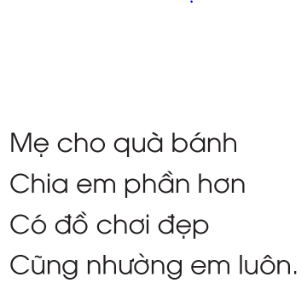 Mẹ cho quà bánh
Chia em phần hơn
Có đồ chơi đẹp
Cũng nhường em luôn.